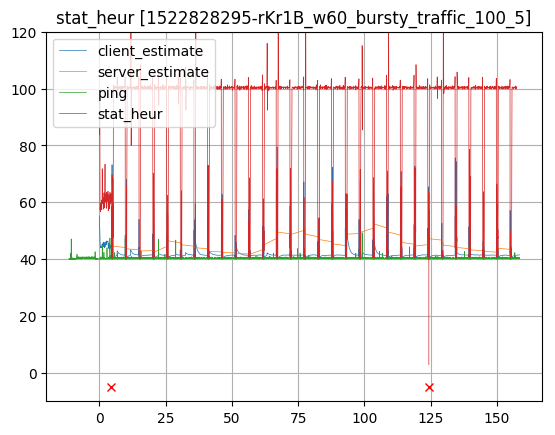 stat_heur [1522828295-rKr1B_w60_bursty_traffic_100_5]
client_estimate
server_estimate
ping
stat_heur
120
100
80
60
40
20
0
0 25 50 75 100 125 150